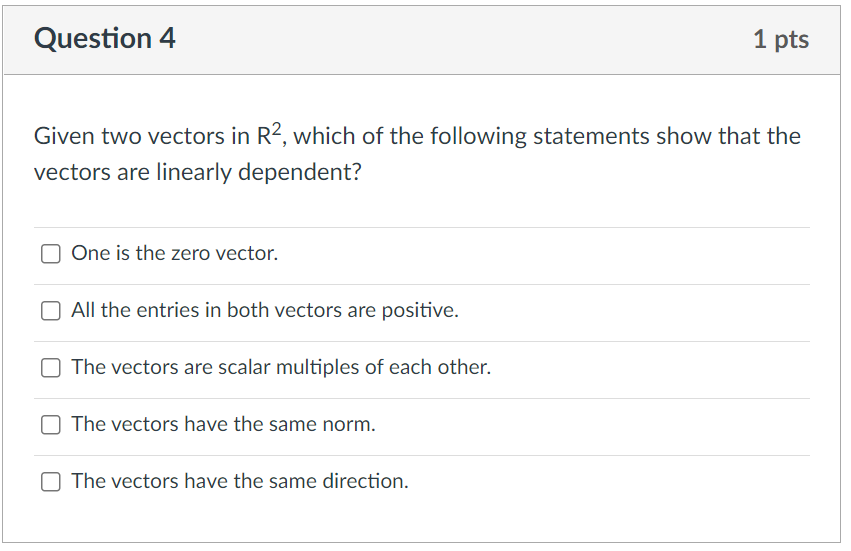 Question 4
1 pts
Given two vectors in R², which of the following statements show that the
vectors are linearly dependent?
One is the zero vector.
All the entries in both vectors are positive.
The vectors are scalar multiples of each other.
The vectors have the same norm.
The vectors have the same direction.